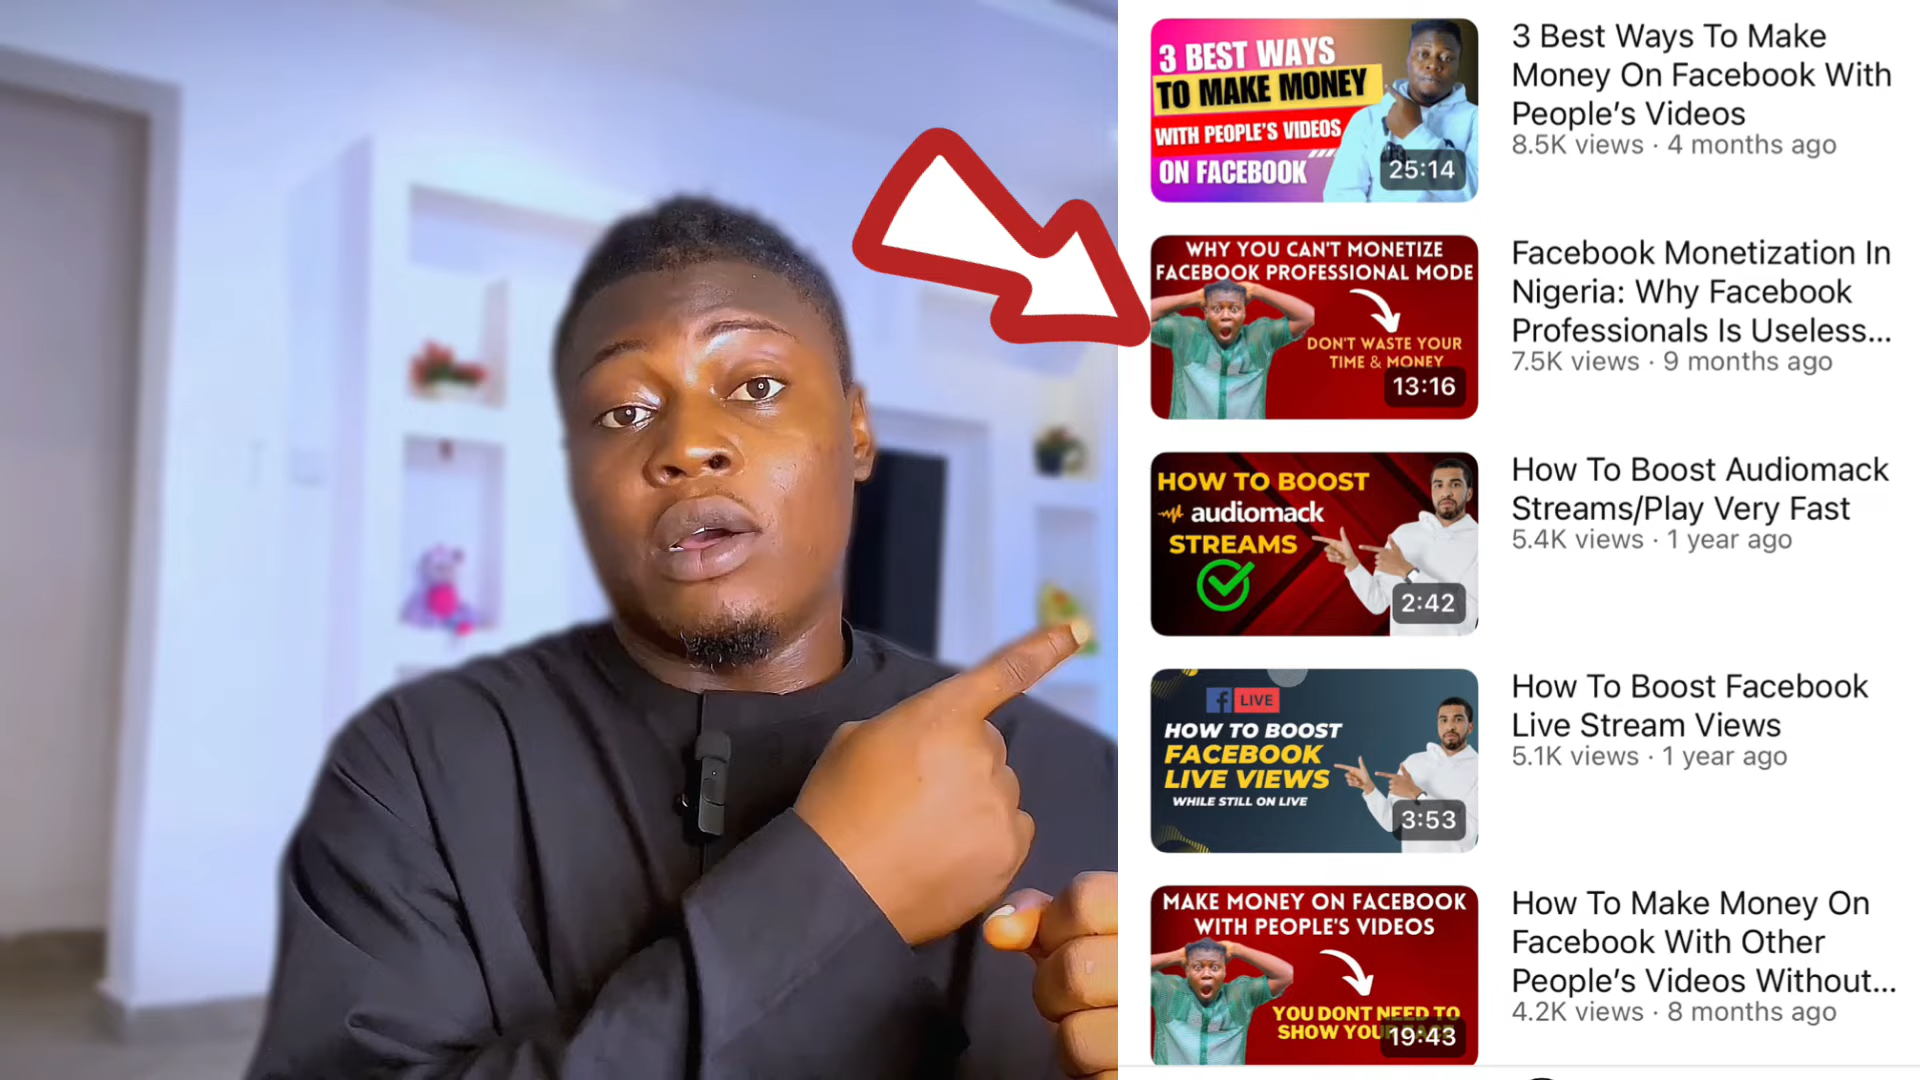 3 BEST WAYS
TO MAKE MONEY
WITH PEOPLE'S VIDEOS
ON FACEBOOK
25:14
3 Best Ways To Make
Money On Facebook With
People's Videos
8.5K views · 4 months ago
WHY YOU CAN'T MONETIZE
FACEBOOK PROFESSIONAL MODE
DON'T WASTE YOUR
TIME & MONEY
13:16
Facebook Monetization In
Nigeria: Why Facebook
Professionals Is Useless...
7.5K views · 9 months ago
HOW TO BOOST
audiomack
STREAMS
2:42
How To Boost Audiomack
Streams/Play Very Fast
5.4K views · 1 year ago
f LIVE
HOW TO BOOST
FACEBOOK
LIVE VIEWS
WHILE STILL ON LIVE
3:53
How To Boost Facebook
Live Stream Views
5.1K views · 1 year ago
MAKE MONEY ON FACEBOOK
WITH PEOPLE'S VIDEOS
YOU DONT NEED TO
SHOW
19:43
How To Make Money On
Facebook With Other
People's Videos Without...
4.2K views · 8 months ago